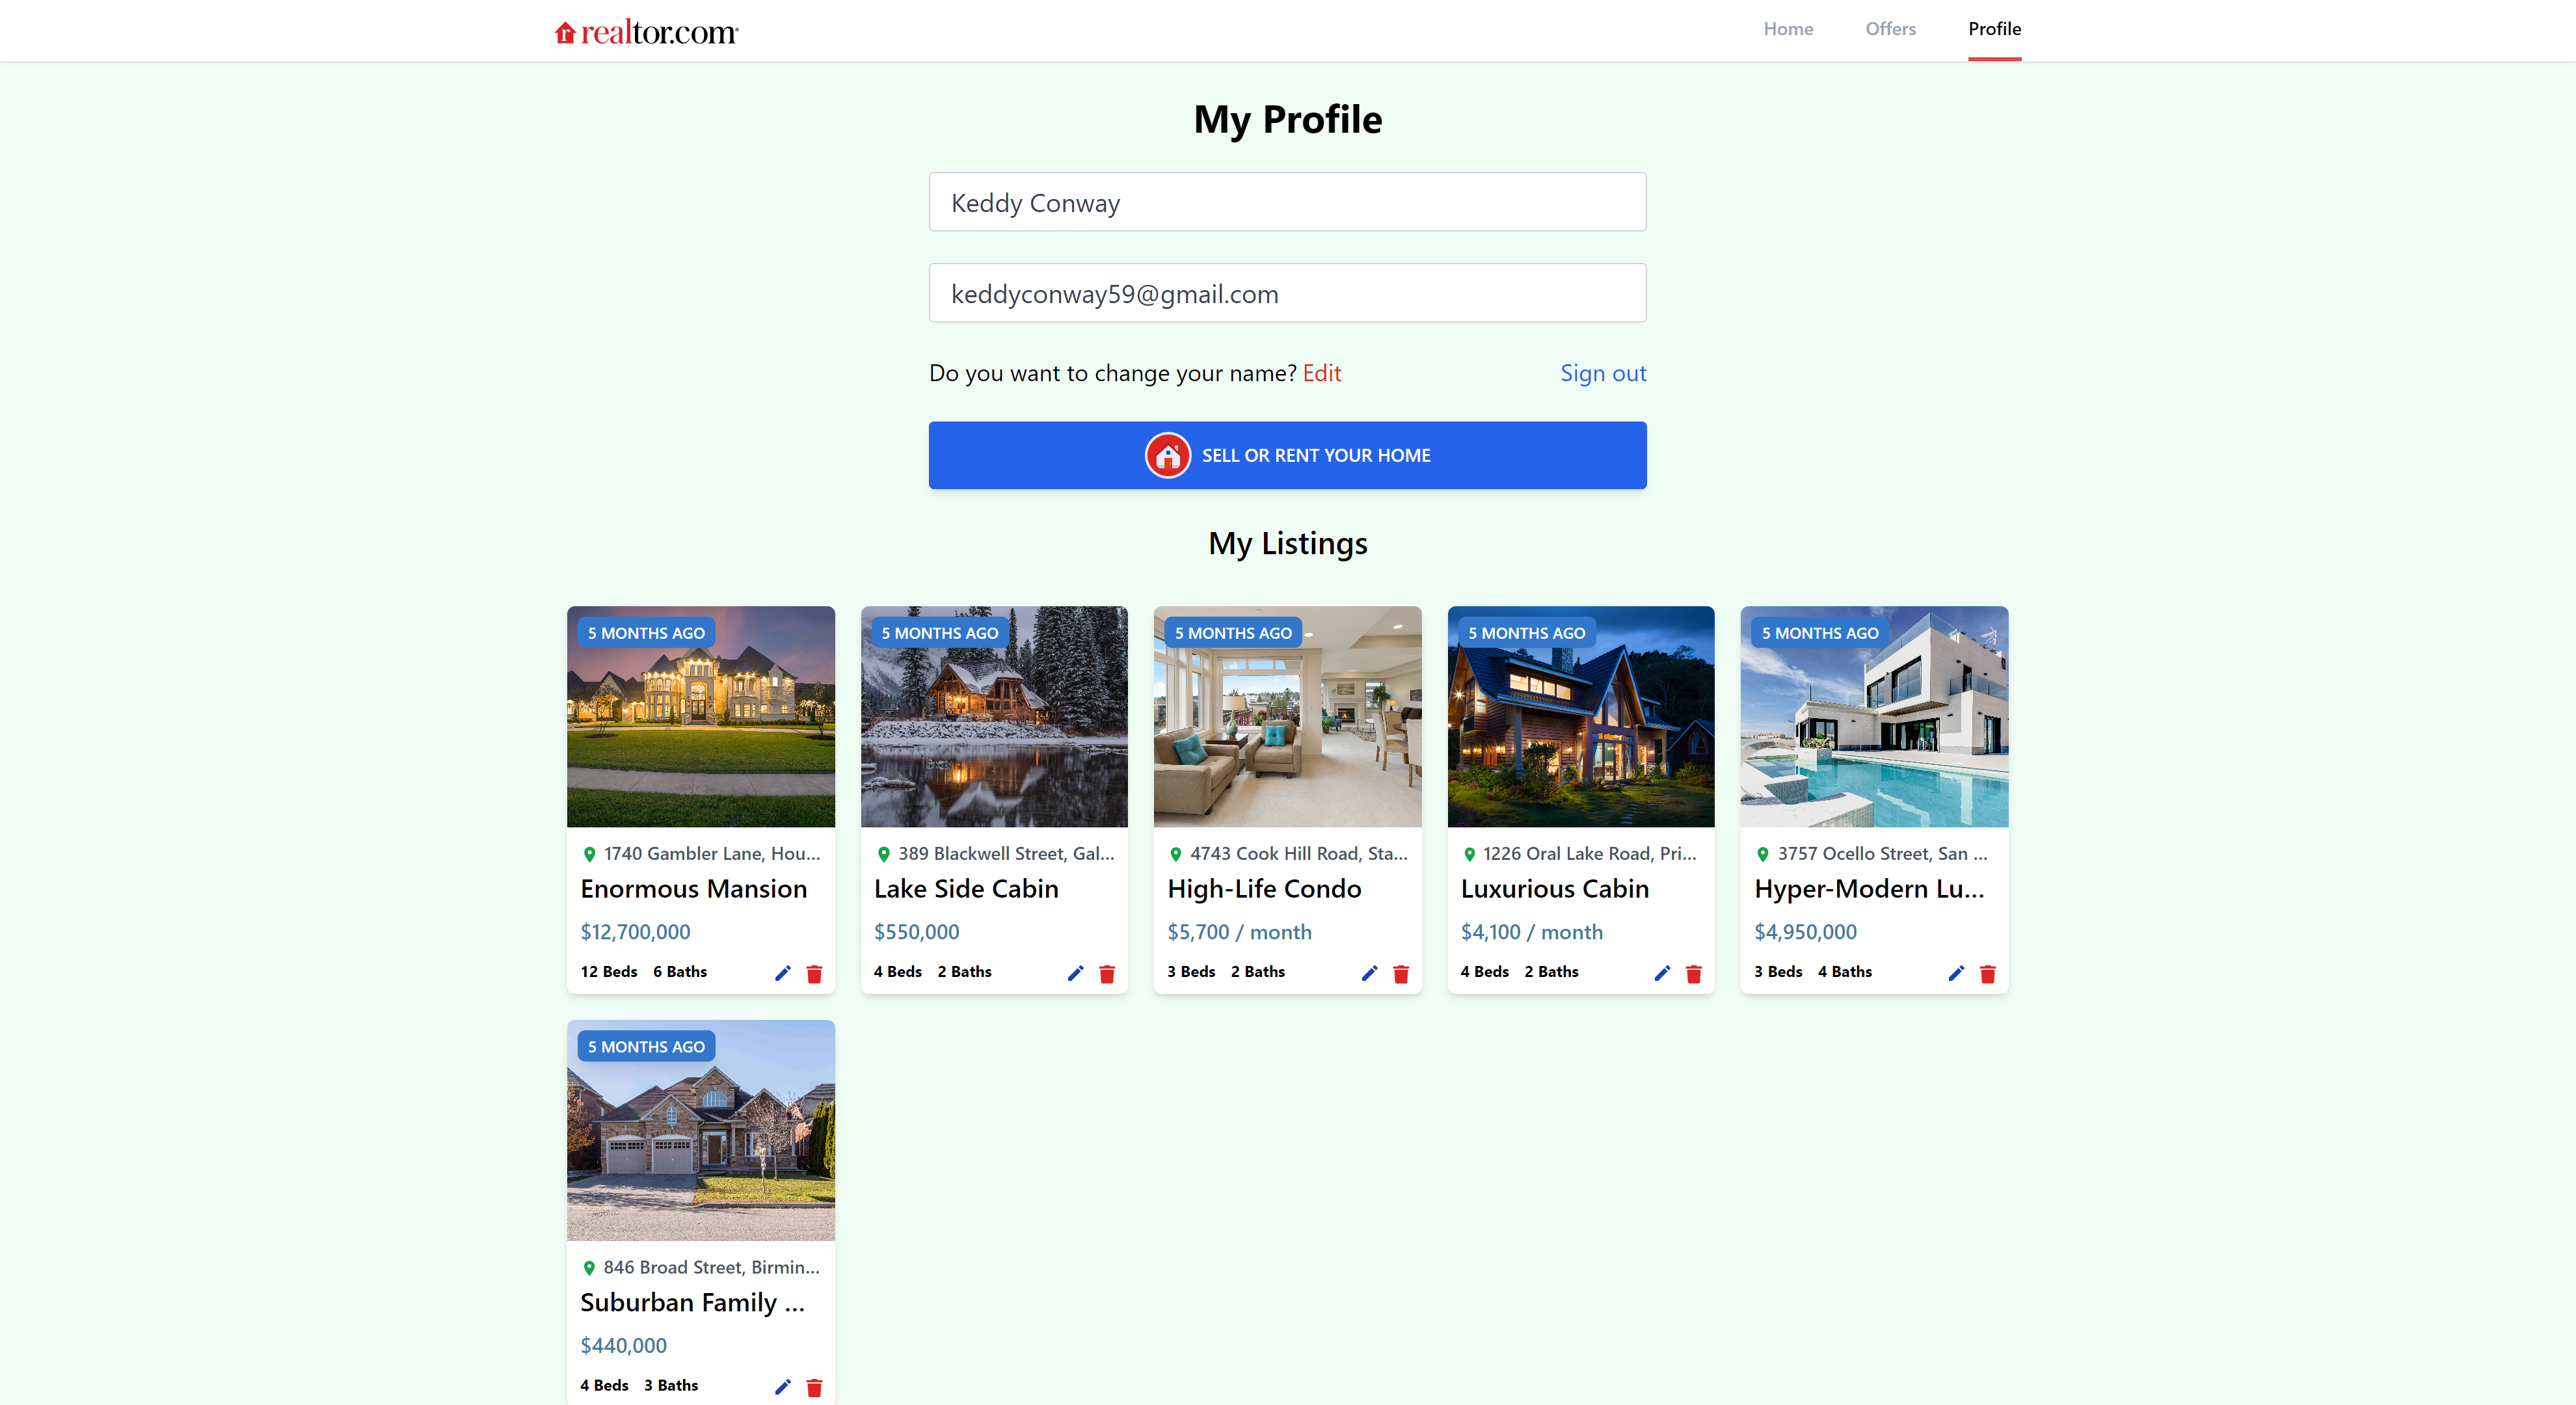 realtor.com
Home
Offers
Profile
My Profile
Keddy Conway
keddyconway59@gmail.com
Do you want to change your name? Edit
Sign out
SELL OR RENT YOUR HOME
My Listings
5 MONTHS AGO
1740 Gambler Lane, Hou...
Enormous Mansion
$12,700,000
12 Beds 6 Baths
5 MONTHS AGO
389 Blackwell Street, Gal...
Lake Side Cabin
$550,000
4 Beds 2 Baths
5 MONTHS AGO
4743 Cook Hill Road, Sta...
High-Life Condo
$5,700 / month
3 Beds 2 Baths
5 MONTHS AGO
1226 Oral Lake Road, Pri...
Luxurious Cabin
$4,100 / month
4 Beds 2 Baths
5 MONTHS AGO
3757 Ocello Street, San ...
Hyper-Modern Lu...
$4,950,000
3 Beds 4 Baths
5 MONTHS AGO
846 Broad Street, Birmin...
Suburban Family ...
$440,000
4 Beds 3 Baths